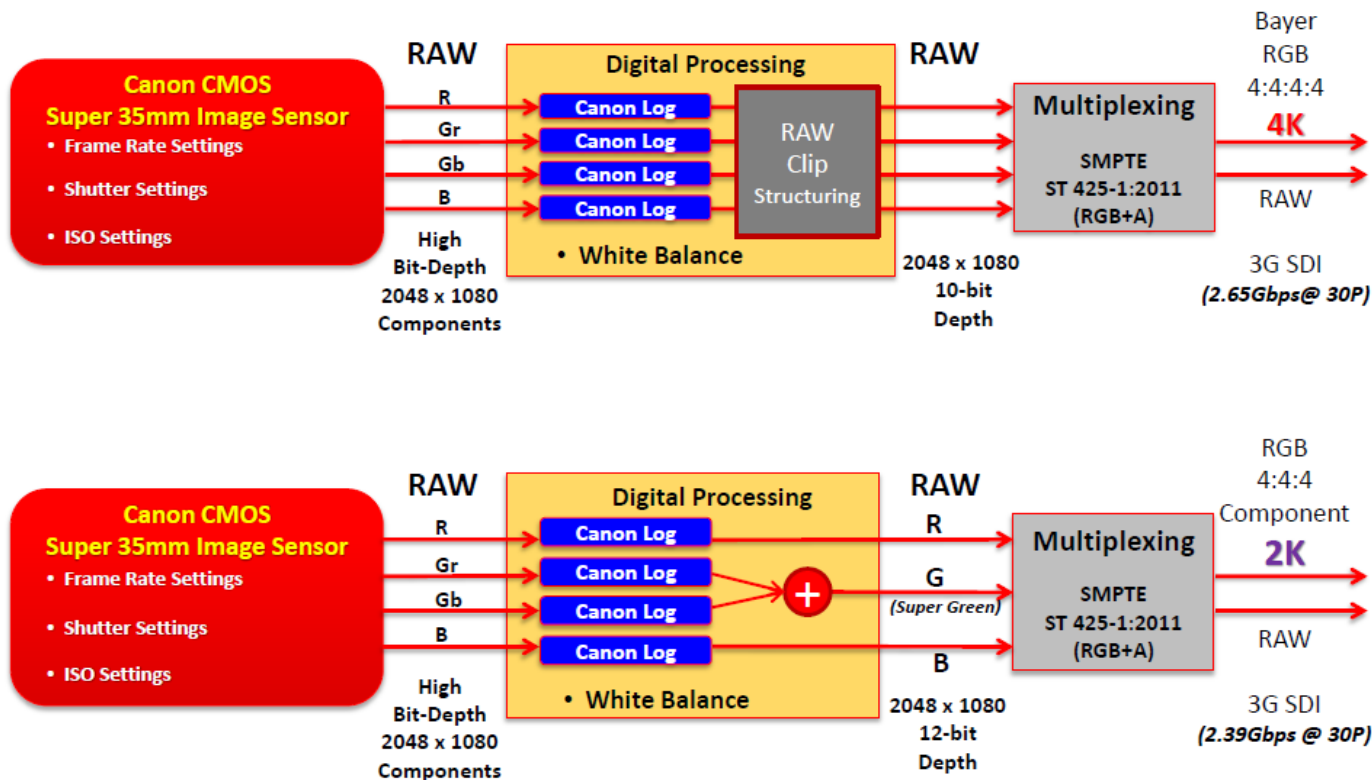 Canon CMOS
Super 35mm Image Sensor
• Frame Rate Settings
• Shutter Settings
• ISO Settings
RAW
R
Gr
Gb
B
High
Bit-Depth
2048 x 1080
Components
Digital Processing
Canon Log
Canon Log
Canon Log
Canon Log
RAW
Clip
Structuring
• White Balance
RAW
2048 x 1080
10-bit
Depth
Multiplexing
SMPTE
ST 425-1:2011
(RGB+A)
Bayer
RGB
4:4:4:4
4K
RAW
3G SDI
(2.65Gbps@ 30P)
Canon CMOS
Super 35mm Image Sensor
• Frame Rate Settings
• Shutter Settings
• ISO Settings
RAW
R
Gr
Gb
B
High
Bit-Depth
2048 x 1080
Components
Digital Processing
Canon Log
Canon Log
Canon Log
Canon Log
+
• White Balance
RAW
R
G
(Super Green)
B
2048 x 1080
12-bit
Depth
Multiplexing
SMPTE
ST 425-1:2011
(RGB+A)
RGB
4:4:4
Component
2K
RAW
3G SDI
(2.39Gbps @ 30P)